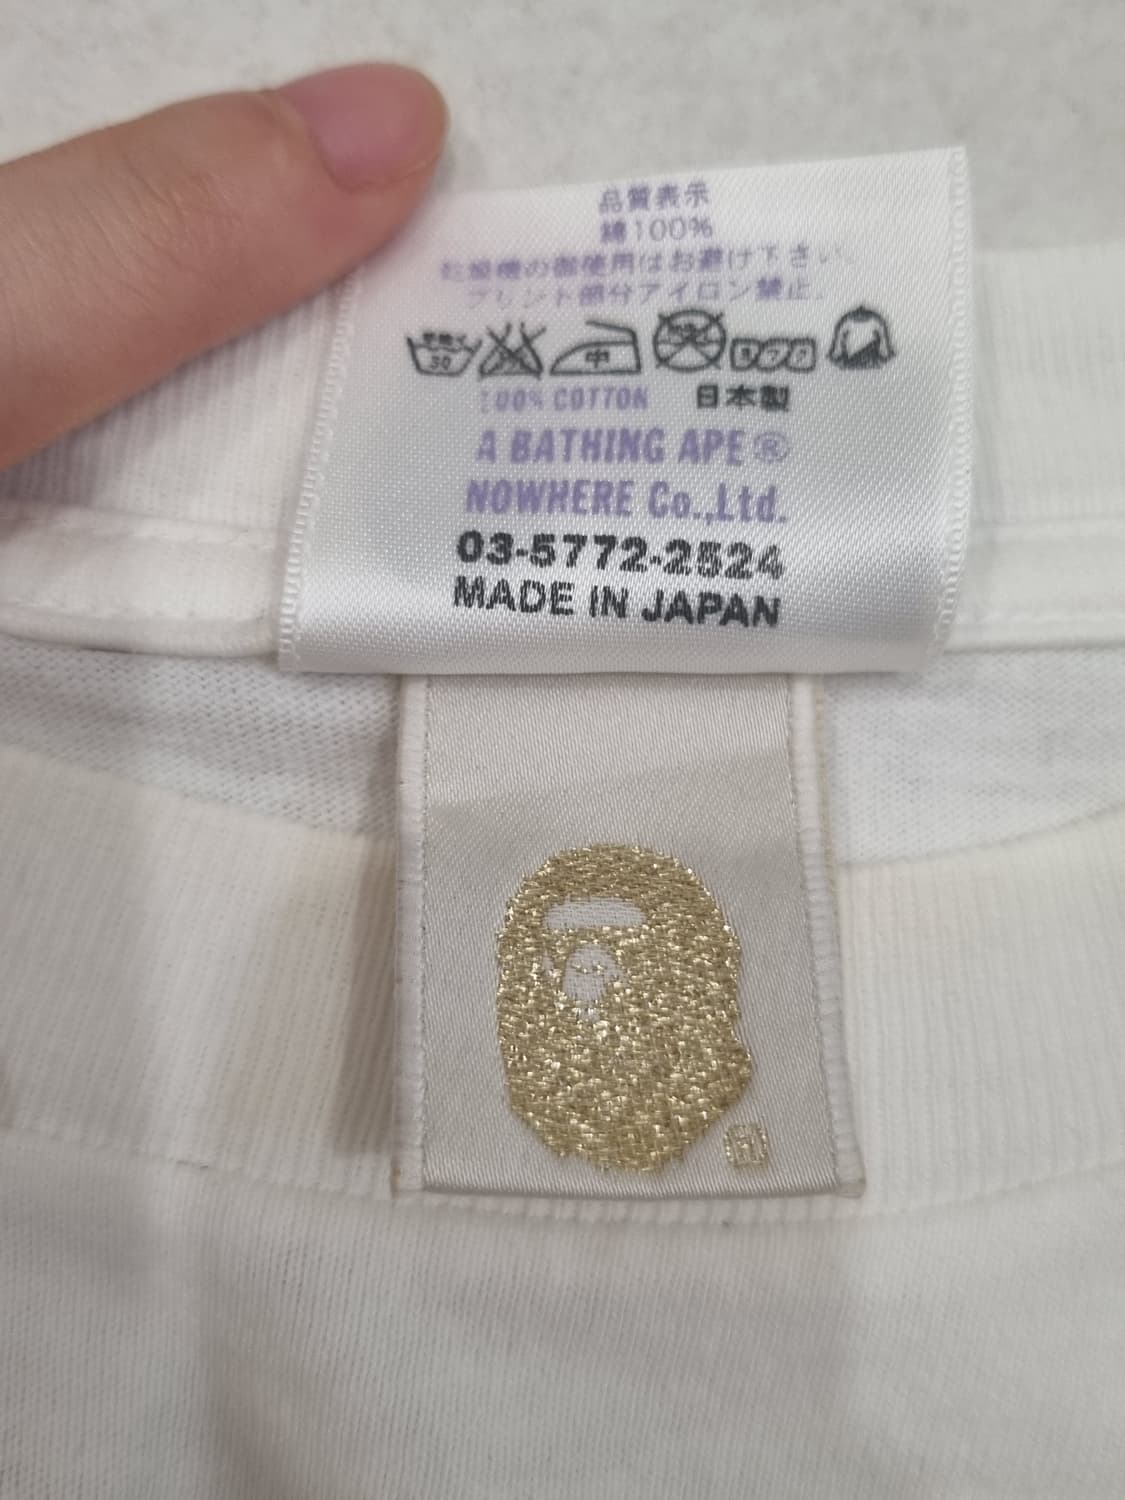 品質表示
綿100%
乾燥機の御使用はお避け下さい。
プリント部分アイロン禁止。
30 中
100% COTTON 日本製
A BATHING APE®
NOWHERE Co.,Ltd.
03-5772-2524
MADE IN JAPAN